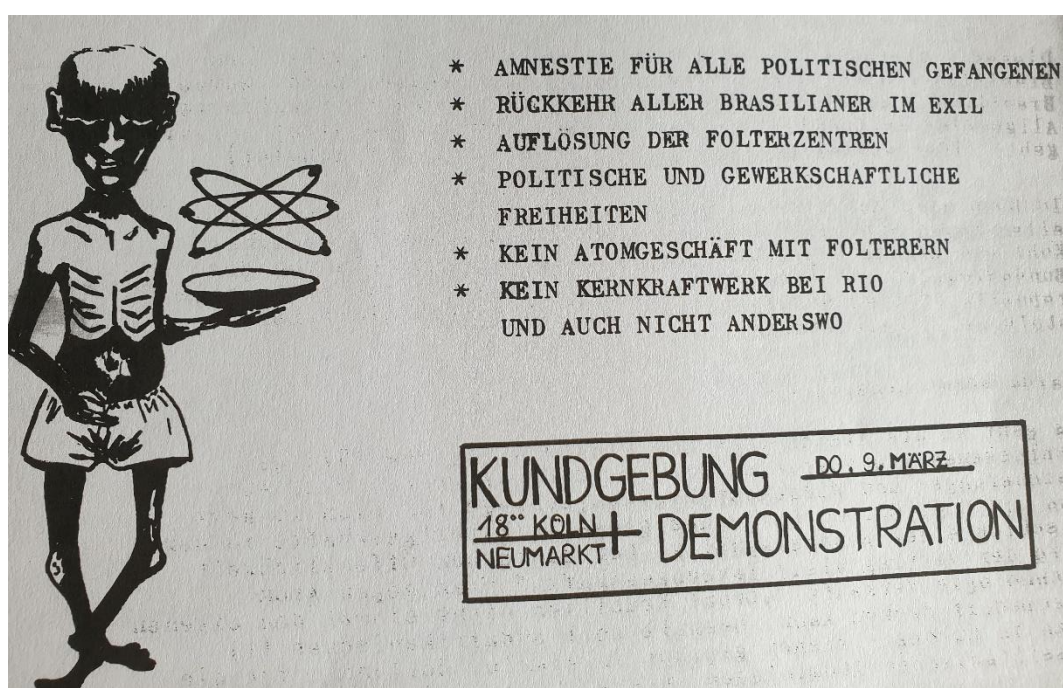 * AMNESTIE FÜR ALLE POLITISCHEN GEFANGENEN
* RÜCKKEHR ALLER BRASILIANER IM EXIL
* AUFLÖSUNG DER FOLTERZENTREN
* POLITISCHE UND GEWERKSCHAFTLICHE
FREIHEITEN
* KEIN ATOMGESCHÄFT MIT FOLTERERN
* KEIN KERNKRAFTWERK BEI RIO
UND AUCH NICHT ANDERSWO
KUNDGEBUNG DO. 9. MÄRZ
18°° KÖLN + DEMONSTRATION
NEUMARKT